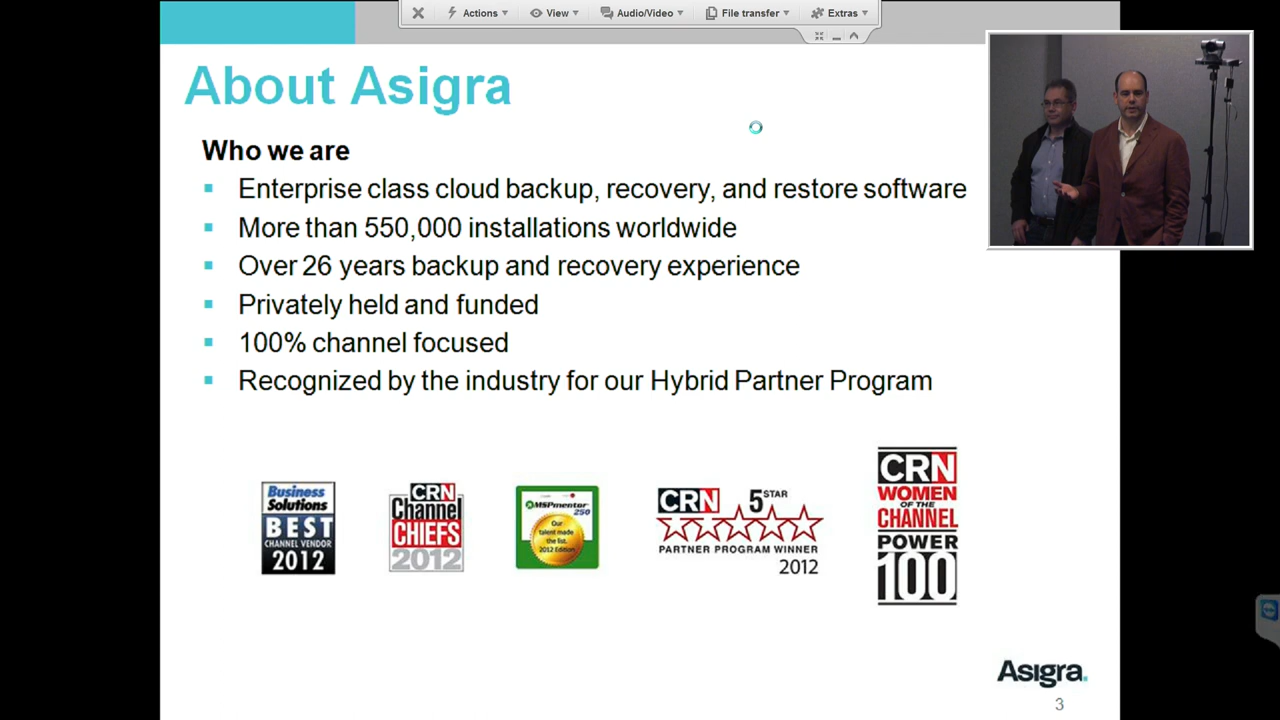 Actions
View
Audio/Video
File transfer
Extras
About Asigra
Who we are
Enterprise class cloud backup, recovery, and restore software
More than 550,000 installations worldwide
Over 26 years backup and recovery experience
Privately held and funded
100% channel focused
Recognized by the industry for our Hybrid Partner Program
Business
Solutions
BEST
CHANNEL VENDOR
2012
CRN
Channel
CHIEFS
2012
MSPmentor
250
Our
talent made
the list.
2012 Edition
CRN 5 STAR
PARTNER PROGRAM WINNER
2012
CRN
WOMEN
OF THE
CHANNEL
POWER
100
Asigra.
3